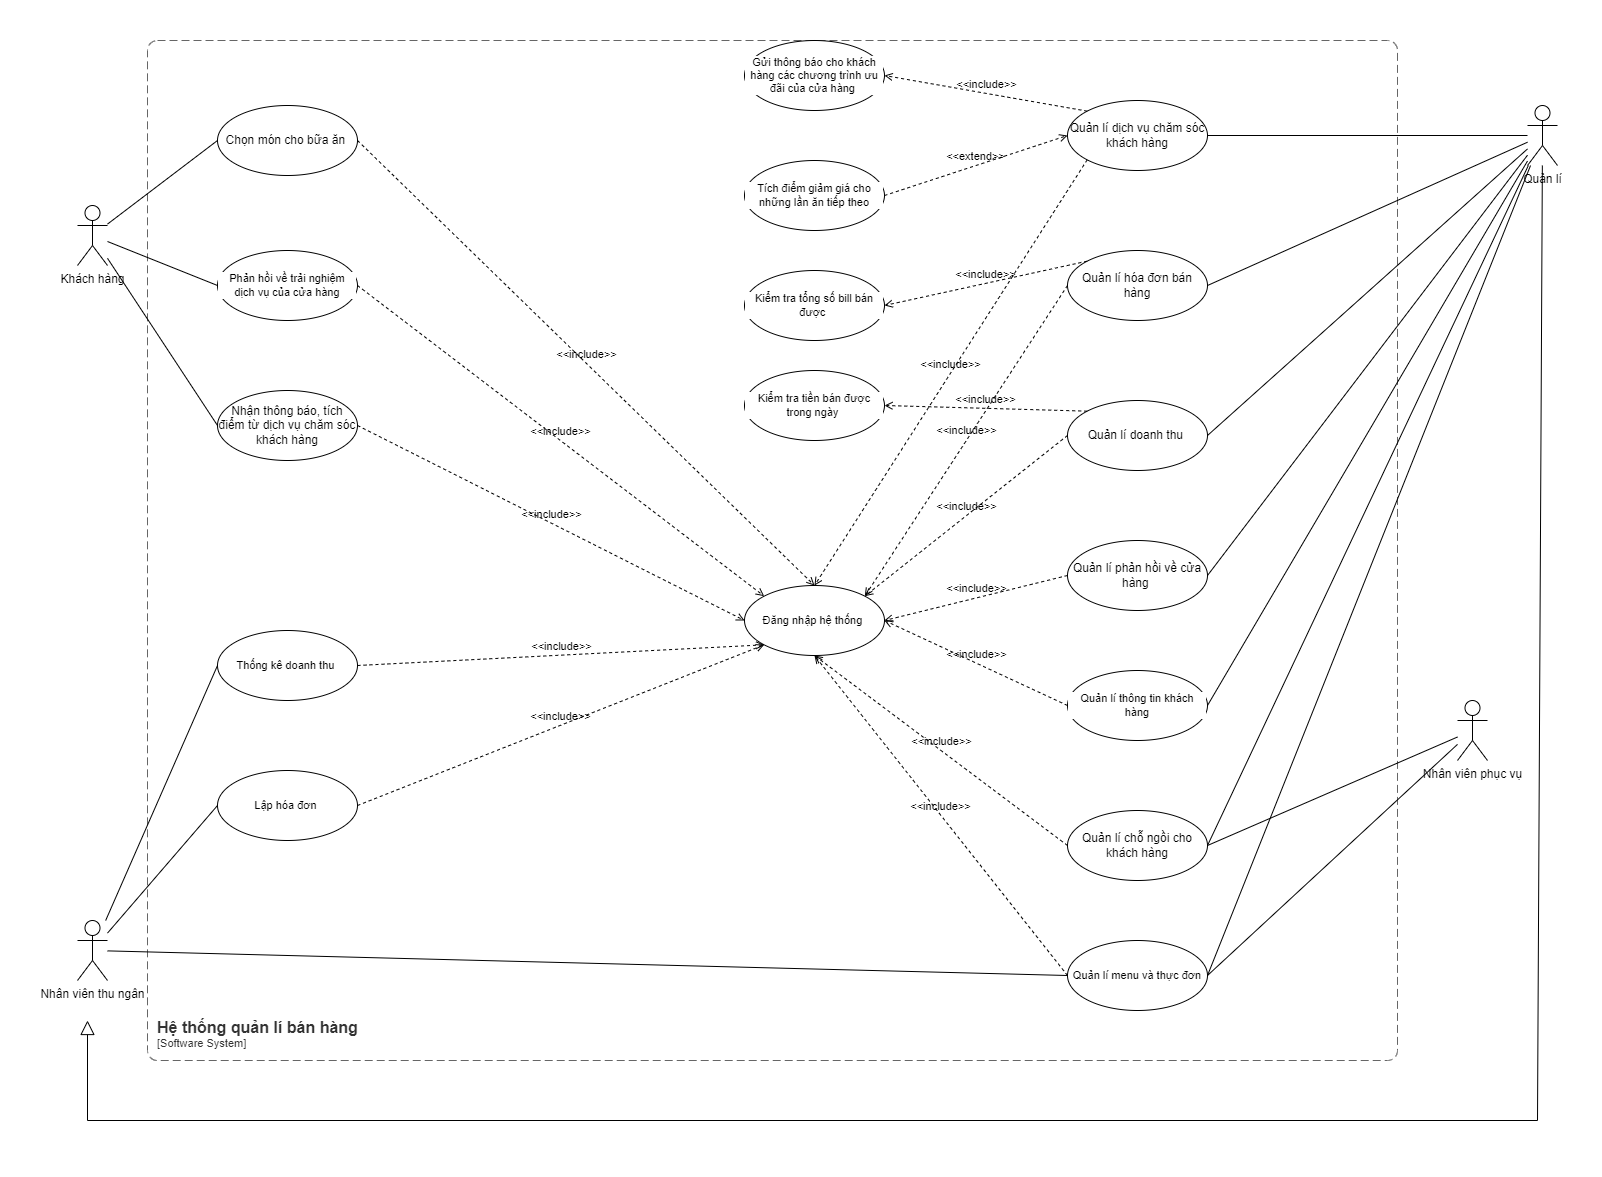 Gửi thông báo cho khách
hàng các chương trình ưu
đãi của cửa hàng
<<include>>
Chọn món cho bữa ăn
Quản lí dịch vụ chăm sóc
khách hàng
Quản lí
<<extend>>
Tích điểm giảm giá cho
những lần ăn tiếp theo
Khách hàng
Phản hồi về trải nghiệm
dịch vụ của cửa hàng
<<include>>
Kiểm tra tổng số bill bán
được
Quản lí hóa đơn bán
hàng
<<include>>
<<include>>
Kiểm tra tiền bán được
trong ngày
<<include>>
Nhận thông báo, tích
điểm từ dịch vụ chăm sóc
khách hàng
<<include>>
<<include>>
Quản lí doanh thu
<<include>>
<<include>>
Quản lí phản hồi về cửa
háng
<<include>>
Đăng nhập hệ thống
<<include>>
<<include>>
Thống kê doanh thu
Quản lí thông tin khách
hàng
<<include>>
<<include>>
Nhân viên phục vụ
Lập hóa đơn
<<include>>
Quản lí chỗ ngồi cho
khách hàng
Quản lí menu và thực đơn
Nhân viên thu ngân
Hệ thống quản lí bán hàng
[Software System]